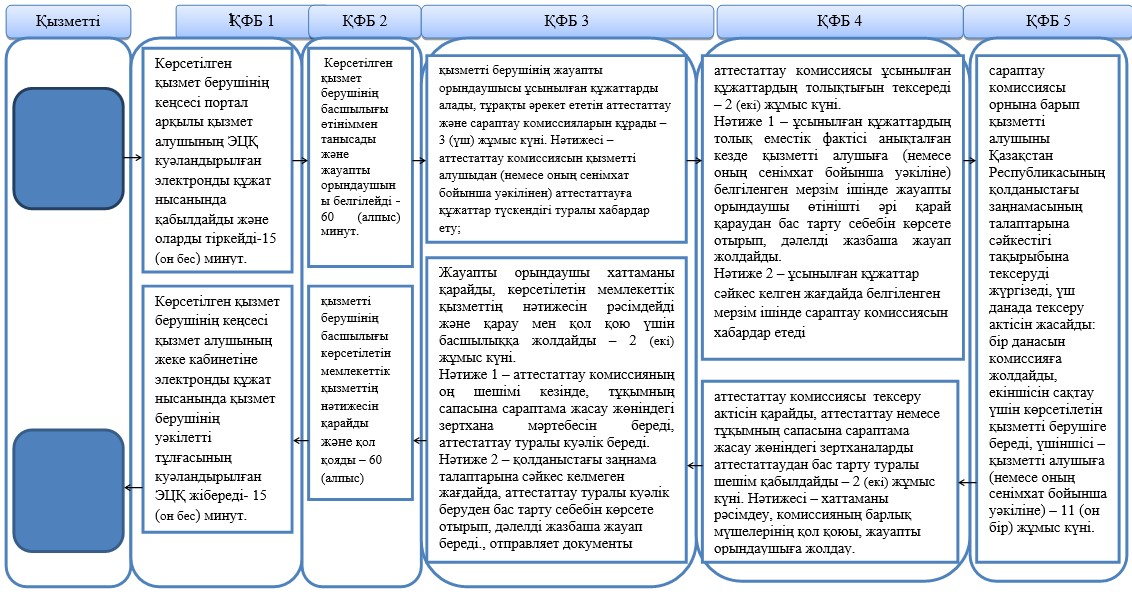 Қызметті
ҚФБ 1
ҚФБ 2
ҚФБ 3
ҚФБ 4
ҚФБ 5
Көрсетілген
қызмет берушінің
кеңсесі портал
арқылы қызмет
алушының ЭЦҚ
куәландырылған
электронды құжат
нысанында
қабылдайды және
оларды тіркейді-15
(он бес) минут.
Көрсетілген
қызмет
берушінің
басшылығы
өтініммен
танысады
және
жауапты
орындаушын
ы белгілейді -
60 (алпыс)
минут.
қызметті берушінің жауапты
орындаушысы ұсынылған құжаттарды
алады, тұрақты әрекет ететін аттестаттау
және сараптау комиссияларын құрады –
3 (үш) жұмыс күні. Нәтижесі –
аттестаттау комиссиясын қызметті
алушыдан (немесе оның сенімхат
бойынша уәкілінен) аттестаттауға
құжаттар түскендігі туралы хабардар
ету;
аттестаттау комиссиясы ұсынылған
құжаттардың толықтығын тексереді
– 2 (екі) жұмыс күні.
Нәтиже 1 – ұсынылған құжаттардың
толық еместік фактісі анықталған
кезде қызметті алушыға (немесе
оның сенімхат бойынша уәкіліне)
белгіленген мерзім ішінде жауапты
орындаушы өтінішті әрі қарай
қараудан бас тарту себебін көрсете
отырып, дәлелді жазбаша жауап
жолдайды.
Нәтиже 2 – ұсынылған құжаттар
сәйкес келген жағдайда белгіленген
мерзім ішінде сараптау комиссиясын
хабардар етеді
сараптау
комиссиясы
орнына барып
қызметті
алушыны
Қазақстан
Республикасының
қолданыстағы
заңнамасының
талаптарына
сәйкестігі
тақырыбына
тексеруді
жүргізеді, үш
данада тексеру
актісін жасайды:
бір данасын
комиссияға
жолдайды,
екіншісін сақтау
үшін көрсетілетін
қызметті берушіге
береді, үшіншісі –
қызметті алушыға
(немесе оның
сенімхат бойынша
уәкіліне) – 11 (он
бір) жұмыс күні.
Көрсетілген қызмет
берушінің кеңсесі
қызмет алушының
жеке кабинетіне
электронды құжат
нысанында қызмет
берушінің
уәкілетті
тұлғасының
куәландырылған
ЭЦҚ жібереді- 15
(он бес) минут.
қызметті
берушінің
басшылығы
көрсетілетін
мемлекеттік
қызметтің
нәтижесін
қарайды
және қол
қояды – 60
(алпыс)
Жауапты орындаушы хаттаманы
қарайды, көрсетілетін мемлекеттік
қызметтің нәтижесін рәсімдейді
және қарау мен қол қою үшін
басшылыққа жолдайды – 2 (екі)
жұмыс күні.
Нәтиже 1 – аттестаттау комиссияның
оң шешімі кезінде, тұқымның
сапасына сараптама жасау жөніндегі
зертхана мәртебесін береді,
аттестаттау туралы куәлік береді.
Нәтиже 2 – қолданыстағы заңнама
талаптарына сәйкес келмеген
жағдайда, аттестаттау туралы куәлік
беруден бас тарту себебін көрсете
отырып, дәлелді жазбаша жауап
береді., отправляет документы
аттестаттау комиссиясы тексеру
актісін қарайды, аттестаттау немесе
тұқымның сапасына сараптама
жасау жөніндегі зертханаларды
аттестаттаудан бас тарту туралы
шешім қабылдайды – 2 (екі) жұмыс
күні. Нәтижесі – хаттаманы
рәсімдеу, комиссияның барлық
мүшелерінің қол қоюы, жауапты
орындаушыға жолдау.